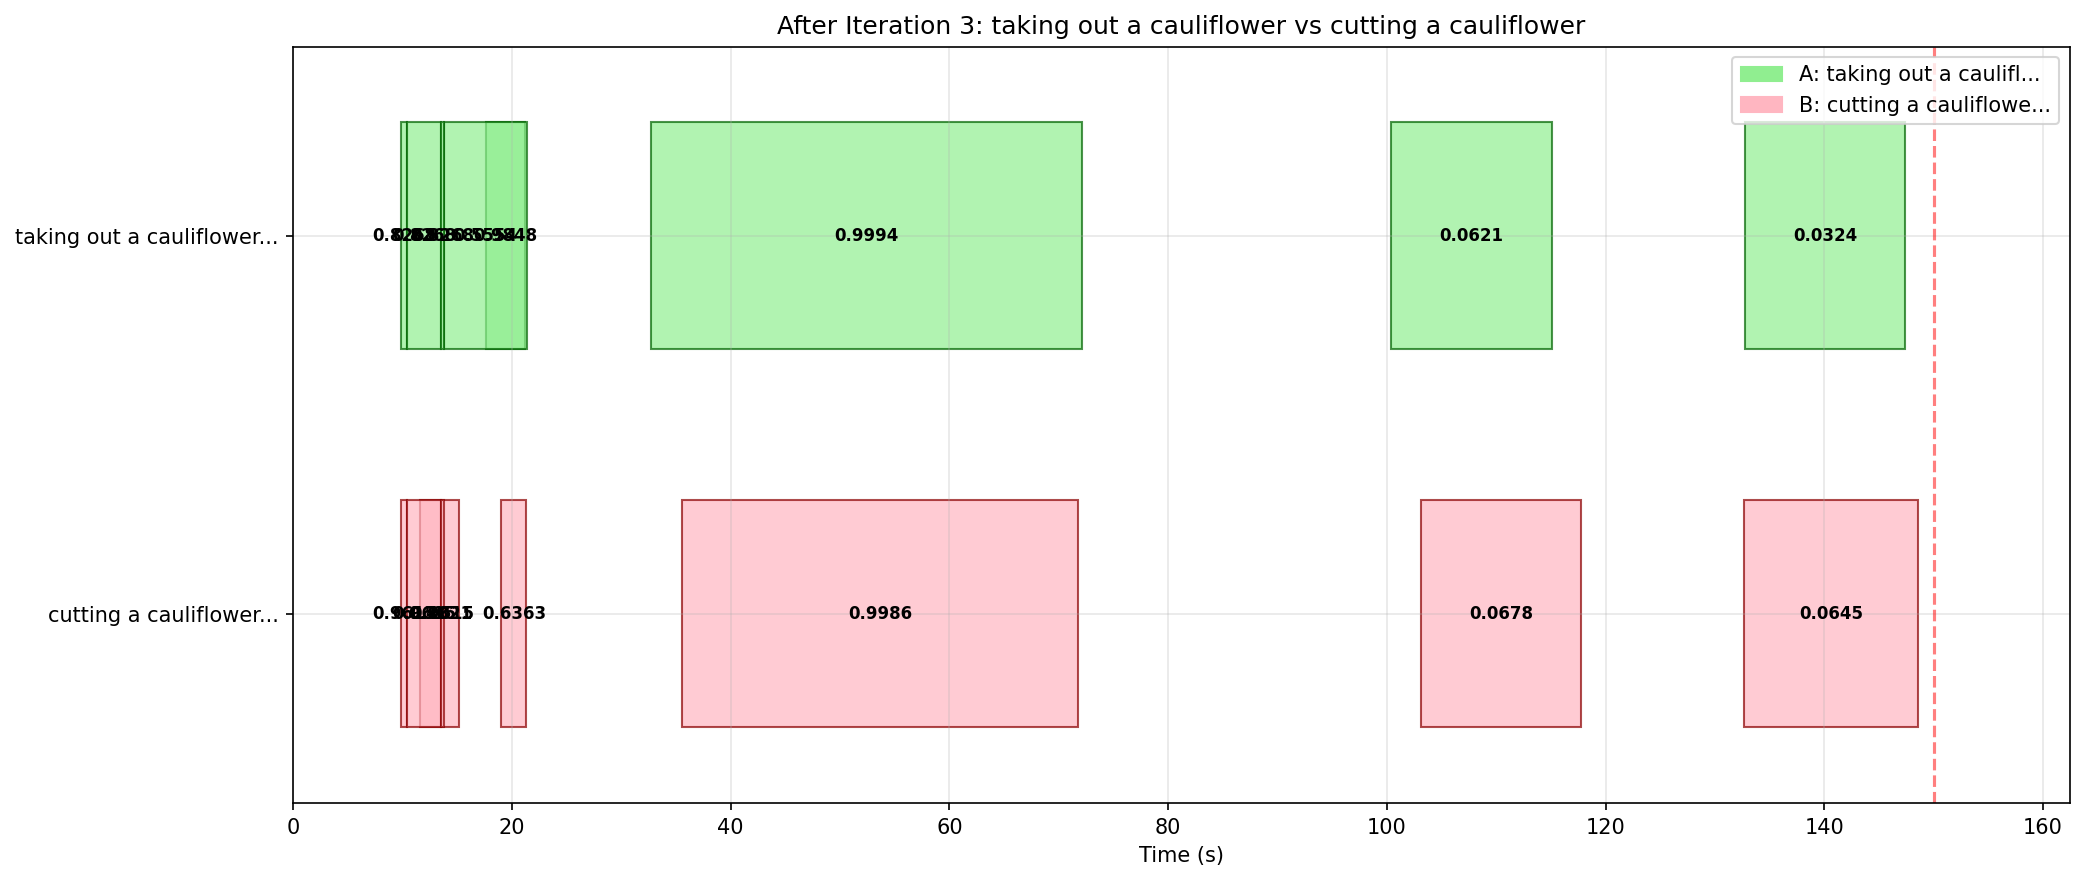 After Iteration 3: taking out a cauliflower vs cutting a cauliflower
A: taking out a caulifl...
B: cutting a cauliflowe...
taking out a cauliflower...
0.9994
0.0621
0.0324
cutting a cauliflower...
0.6363
0.9986
0.0678
0.0645
0 20 40 60 80 100 120 140 160
Time (s)